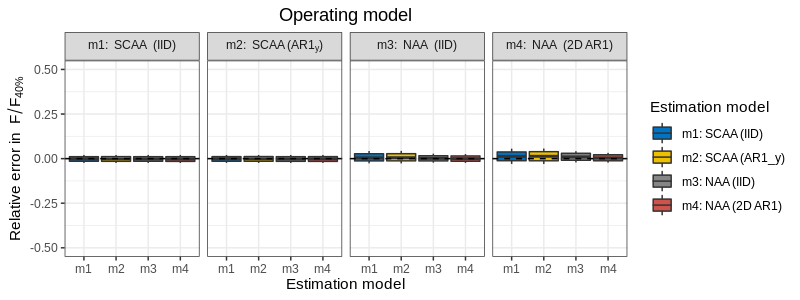 Operating model
m1: SCAA (IID)
m2: SCAA (AR1y)
m3: NAA (IID)
m4: NAA (2D AR1)
Relative error in F/F40%
0.50
0.25
0.00
-0.25
-0.50
m1 m2 m3 m4
m1 m2 m3 m4
m1 m2 m3 m4
m1 m2 m3 m4
Estimation model
Estimation model
m1: SCAA (IID)
m2: SCAA (AR1_y)
m3: NAA (IID)
m4: NAA (2D AR1)